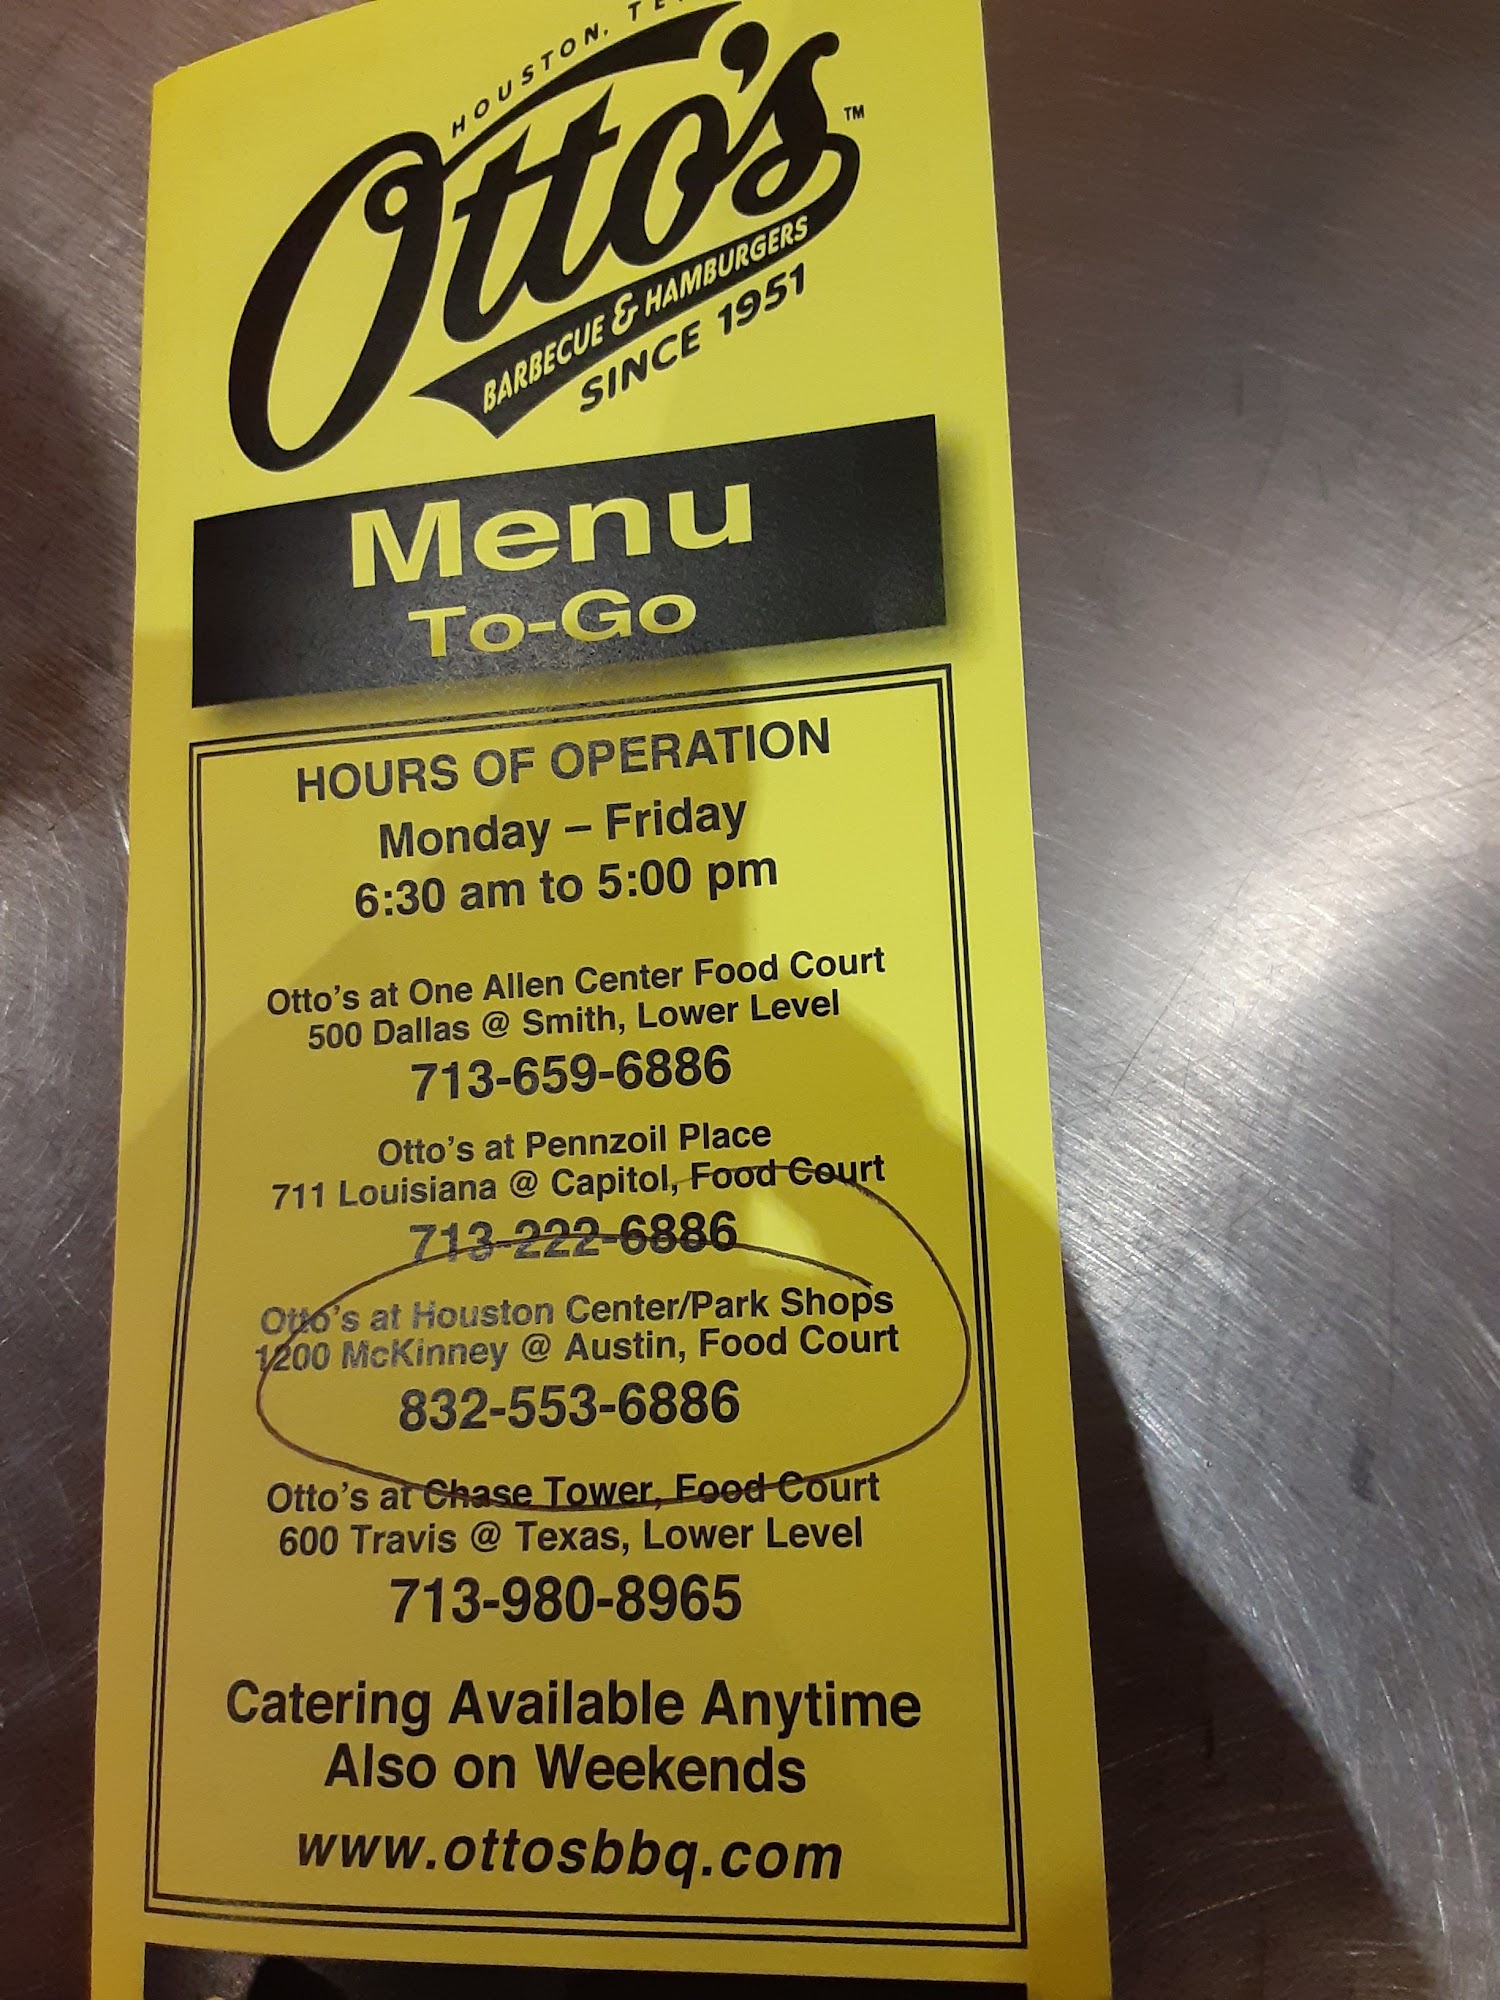 HOUSTON,
Otto's TM
BARBECUE & HAMBURGERS
SINCE 1951
Menu
To-Go
HOURS OF OPERATION
Monday – Friday
6:30 am to 5:00 pm
Otto's at One Allen Center Food Court
500 Dallas @ Smith, Lower Level
713-659-6886
Otto's at Pennzoil Place
711 Louisiana @ Capitol, Food Court
713-222-6886
Otto's at Houston Center/Park Shops
1200 McKinney @ Austin, Food Court
832-553-6886
Otto's at Chase Tower, Food Court
600 Travis @ Texas, Lower Level
713-980-8965
Catering Available Anytime
Also on Weekends
www.ottosbbq.com